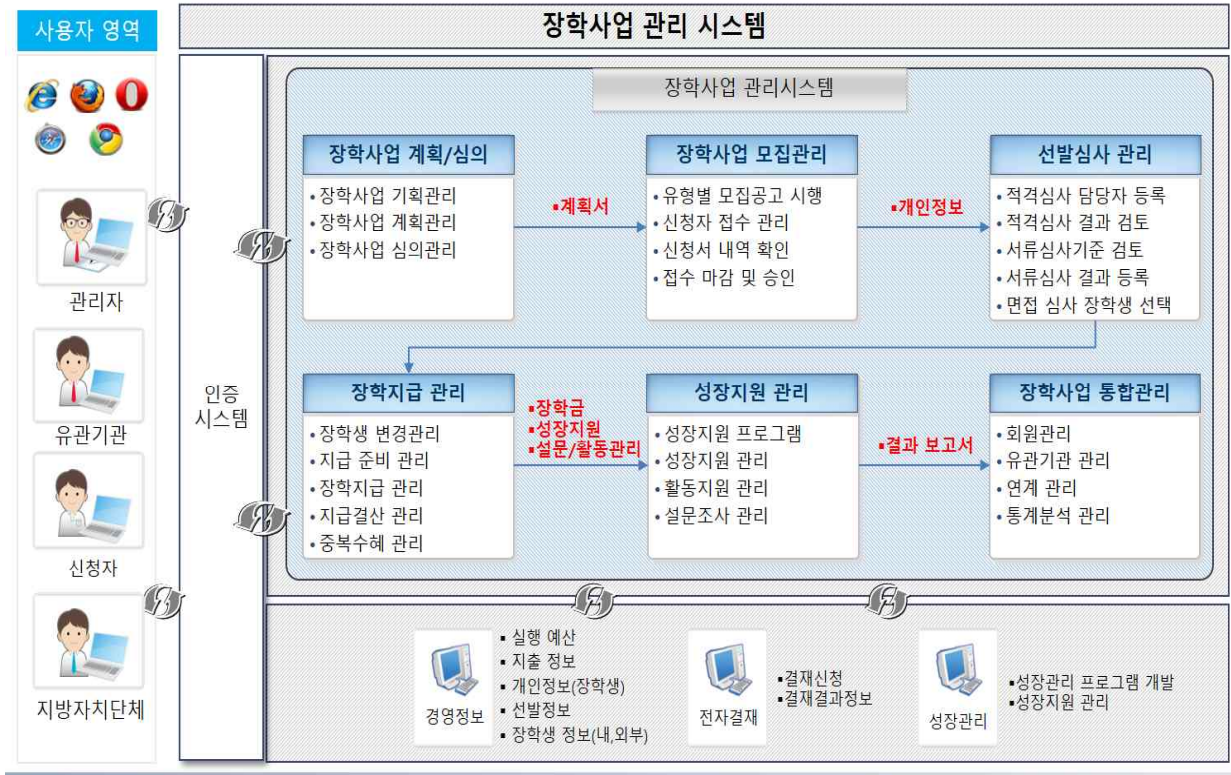 사용자 영역
장학사업 관리 시스템
관리자
유관기관
신청자
지방자치단체
인증
시스템
장학사업 관리시스템
장학사업 계획/심의
• 장학사업 기획관리
• 장학사업 계획관리
• 장학사업 심의관리
▪계획서
장학사업 모집관리
• 유형별 모집공고 시행
• 신청자 접수 관리
• 신청서 내역 확인
• 접수 마감 및 승인
▪개인정보
선발심사 관리
• 적격심사 담당자 등록
• 적격심사 결과 검토
• 서류심사기준 검토
• 서류심사 결과 등록
• 면접 심사 장학생 선택
장학지급 관리
• 장학생 변경관리
• 지급 준비 관리
• 장학지급 관리
• 지급결산 관리
• 중복수혜 관리
▪장학금
▪성장지원
▪설문/활동관리
성장지원 관리
• 성장지원 프로그램
• 성장지원 관리
• 활동지원 관리
• 설문조사 관리
▪결과 보고서
장학사업 통합관리
• 회원관리
• 유관기관 관리
• 연계 관리
• 통계분석 관리
경영정보
▪ 실행 예산
▪ 지출 정보
▪ 개인정보(장학생)
▪ 선발정보
▪ 장학생 정보(내,외부)
전자결재
▪결재신청
▪결재결과정보
성장관리
▪성장관리 프로그램 개발
▪성장지원 관리